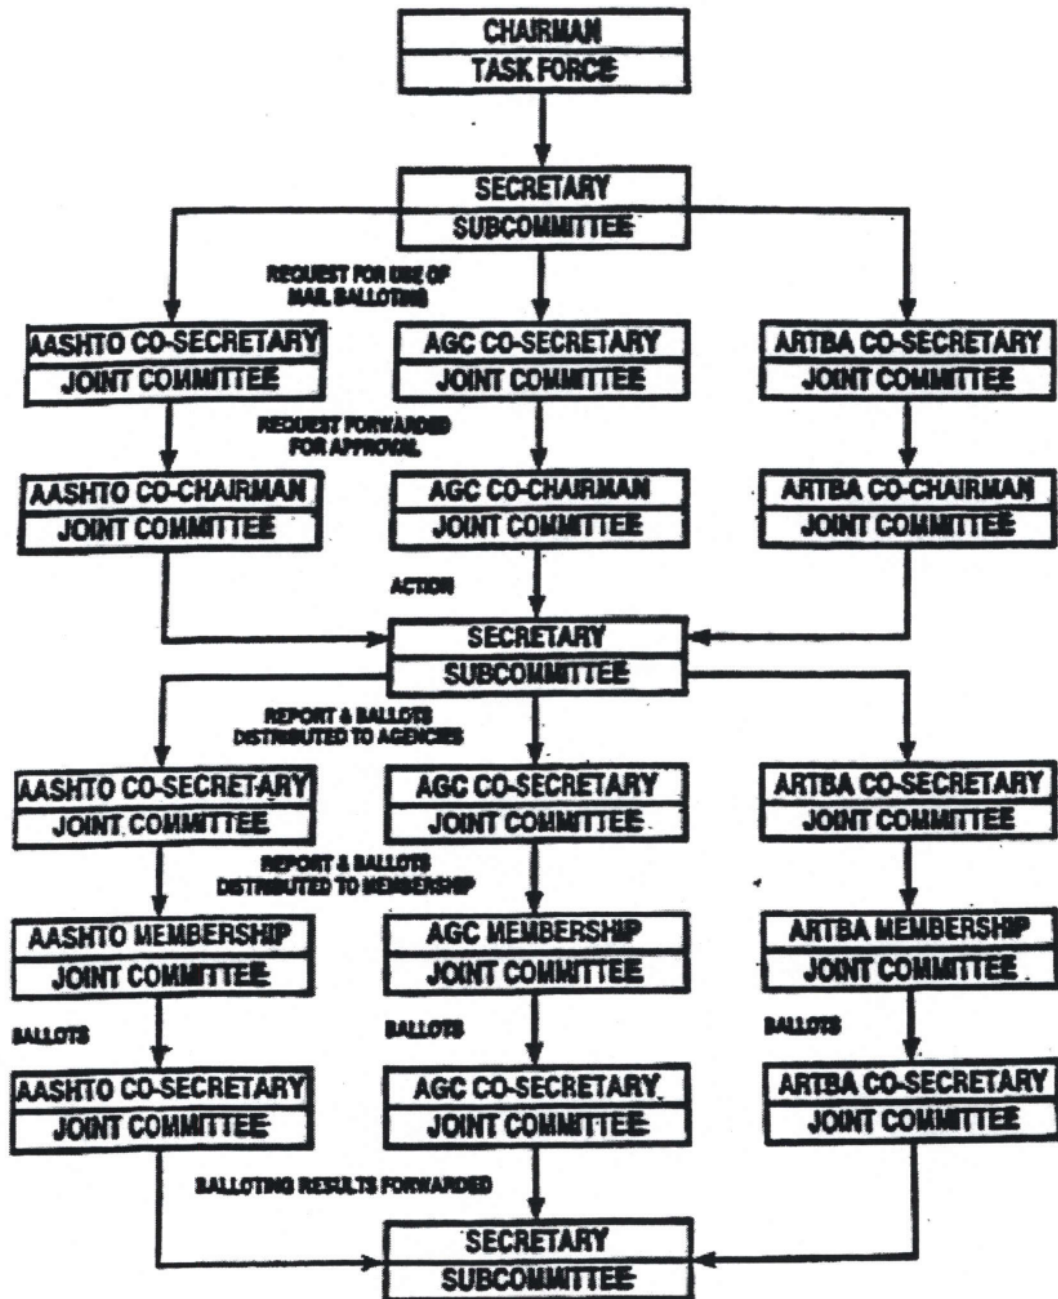 CHAIRMAN
TASK FORCE
SECRETARY
SUBCOMMITTEE
REQUEST FOR USE OF
MAIL BALLOTING
AASHTO CO-SECRETARY
JOINT COMMITTEE
AGC CO-SECRETARY
JOINT COMMITTEE
ARTBA CO-SECRETARY
JOINT COMMITTEE
REQUEST FORWARDED
FOR APPROVAL
AASHTO CO-CHAIRMAN
JOINT COMMITTEE
AGC CO-CHAIRMAN
JOINT COMMITTEE
ARTBA CO-CHAIRMAN
JOINT COMMITTEE
ACTION
SECRETARY
SUBCOMMITTEE
REPORT & BALLOTS
DISTRIBUTED TO AGENCIES
AASHTO CO-SECRETARY
JOINT COMMITTEE
AGC CO-SECRETARY
JOINT COMMITTEE
ARTBA CO-SECRETARY
JOINT COMMITTEE
REPORT & BALLOTS
DISTRIBUTED TO MEMBERSHIP
AASHTO MEMBERSHIP
JOINT COMMITTEE
AGC MEMBERSHIP
JOINT COMMITTEE
ARTBA MEMBERSHIP
JOINT COMMITTEE
BALLOTS
BALLOTS
BALLOTS
AASHTO CO-SECRETARY
JOINT COMMITTEE
AGC CO-SECRETARY
JOINT COMMITTEE
ARTBA CO-SECRETARY
JOINT COMMITTEE
BALLOTING RESULTS FORWARDED
SECRETARY
SUBCOMMITTEE